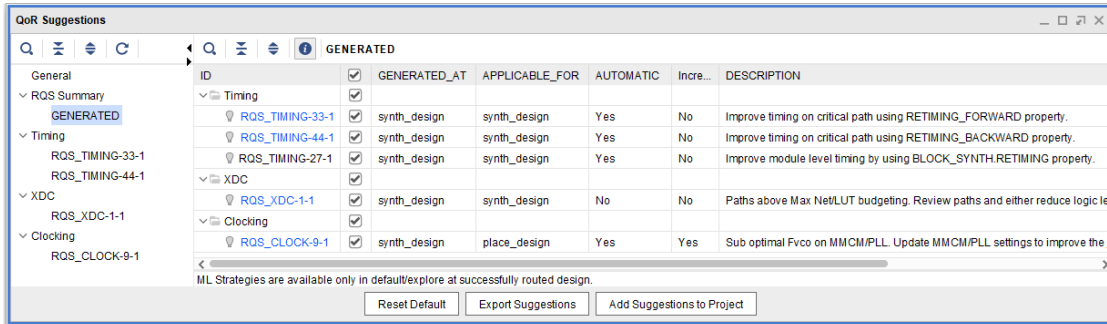 QoR Suggestions
GENERATED
General
RQS Summary
GENERATED
Timing
RQS_TIMING-33-1
RQS_TIMING-44-1
XDC
RQS_XDC-1-1
Clocking
RQS_CLOCK-9-1
ID GENERATED_AT APPLICABLE_FOR AUTOMATIC Incre... DESCRIPTION
Timing
RQS_TIMING-33-1 synth_design synth_design Yes No Improve timing on critical path using RETIMING_FORWARD property.
RQS_TIMING-44-1 synth_design synth_design Yes No Improve timing on critical path using RETIMING_BACKWARD property.
RQS_TIMING-27-1 synth_design synth_design Yes No Improve module level timing by using BLOCK_SYNTH.RETIMING property.
XDC
RQS_XDC-1-1 synth_design synth_design No No Paths above Max Net/LUT budgeting. Review paths and either reduce logic le
Clocking
RQS_CLOCK-9-1 synth_design place_design Yes Yes Sub optimal Fvco on MMCM/PLL. Update MMCM/PLL settings to improve the
ML Strategies are available only in default/explore at successfully routed design.
Reset Default Export Suggestions Add Suggestions to Project